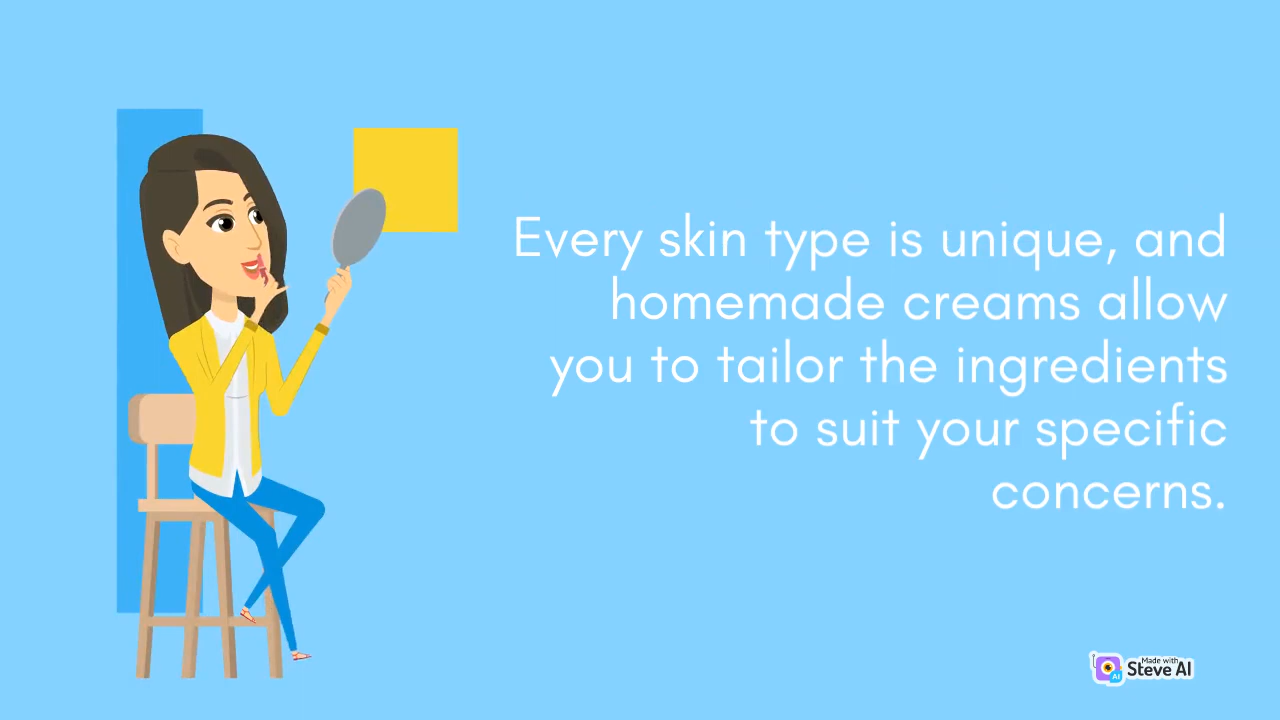 Every skin type is unique, and
homemade creams allow
you to tailor the ingredients
to suit your specific
concerns.
Made with
Steve AI
AI